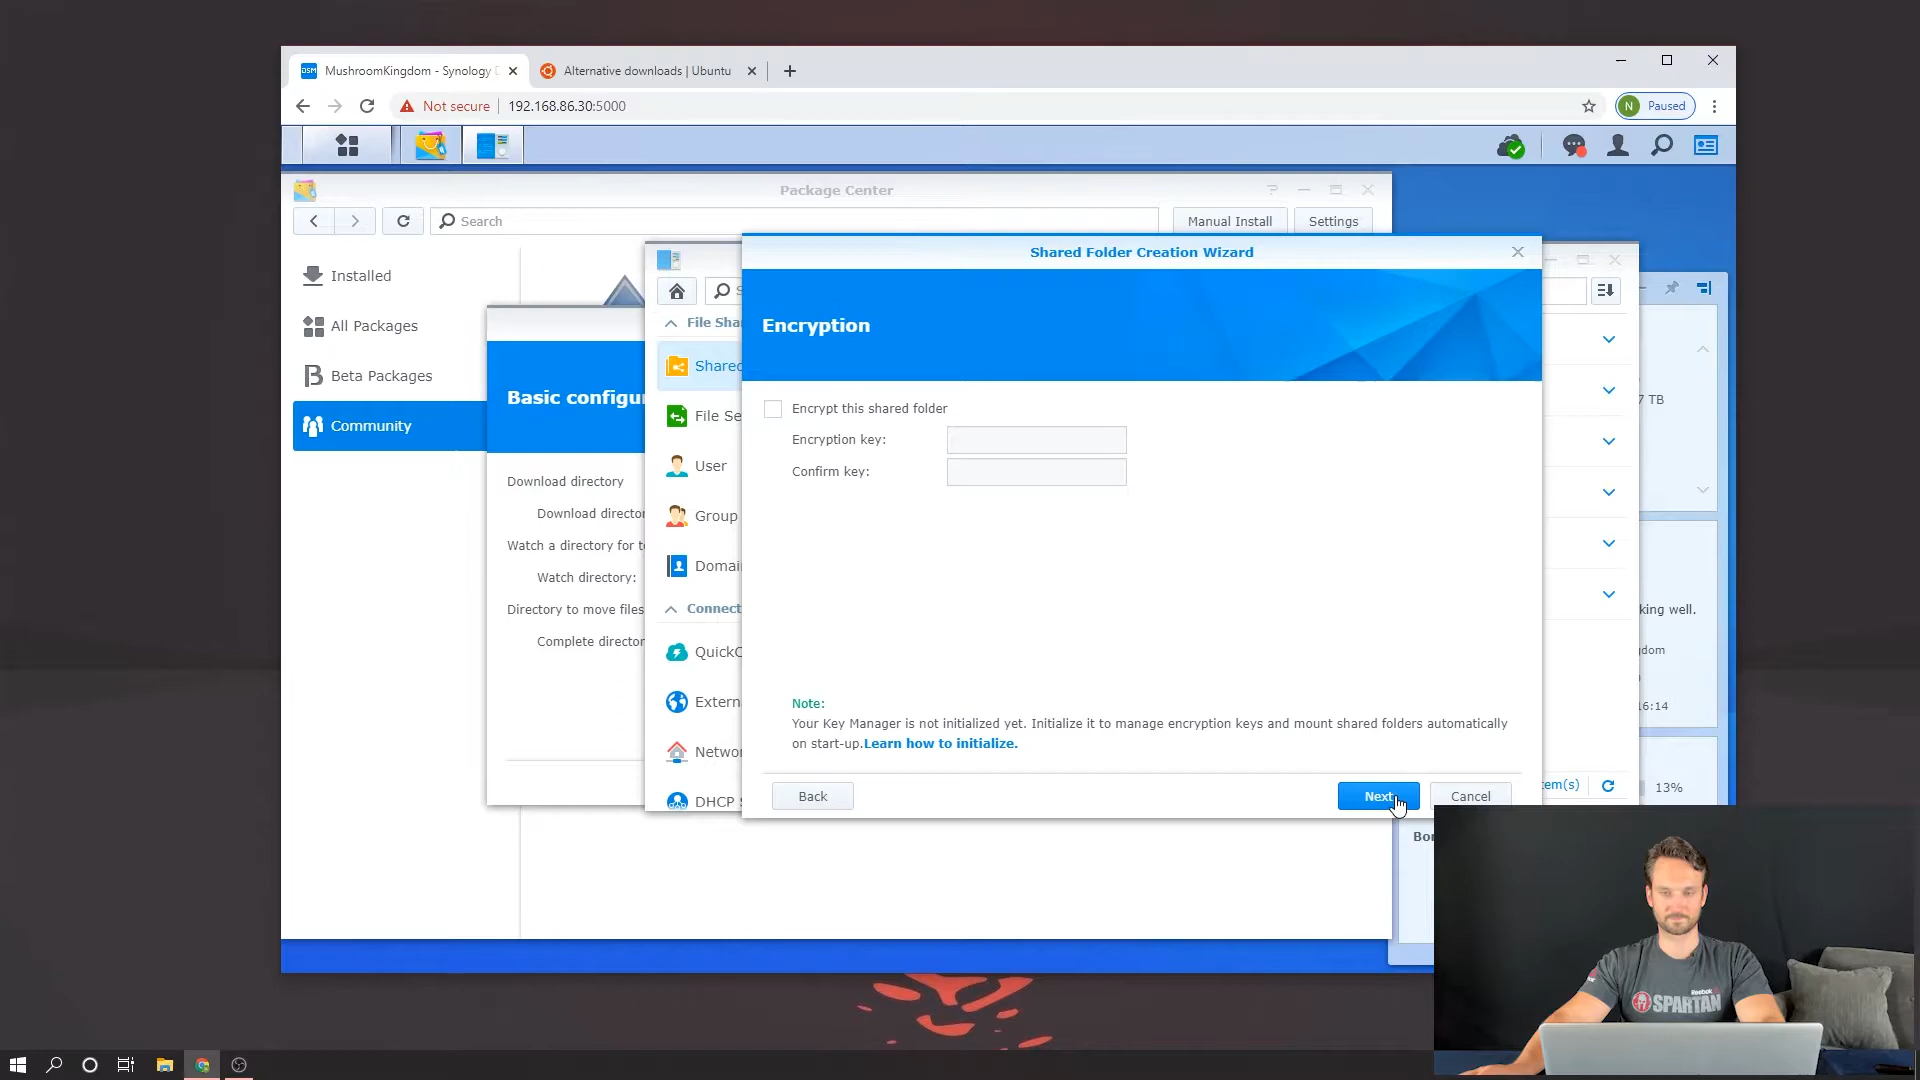 MushroomKingdom - Synology D
Alternative downloads | Ubuntu
Not secure
192.168.86.30:5000
N
Paused
Package Center
Search
Manual Install
Settings
Installed
All Packages
Beta Packages
Community
Basic configu
Download directory
Download director
Watch a directory for t
Watch directory:
Directory to move files
Complete director
S
File Sha
Shared
File Se
User
Group
Domai
Connect
QuickC
Extern
Networ
DHCP S
Shared Folder Creation Wizard
Encryption
Encrypt this shared folder
Encryption key:
Confirm key:
Note:
Your Key Manager is not initialized yet. Initialize it to manage encryption keys and mount shared folders automatically
on start-up.Learn how to initialize.
Back
Next
Cancel
7 TB
king well.
gdom
16:14
tem(s)
13%
Bon
Reebok
SPARTAN